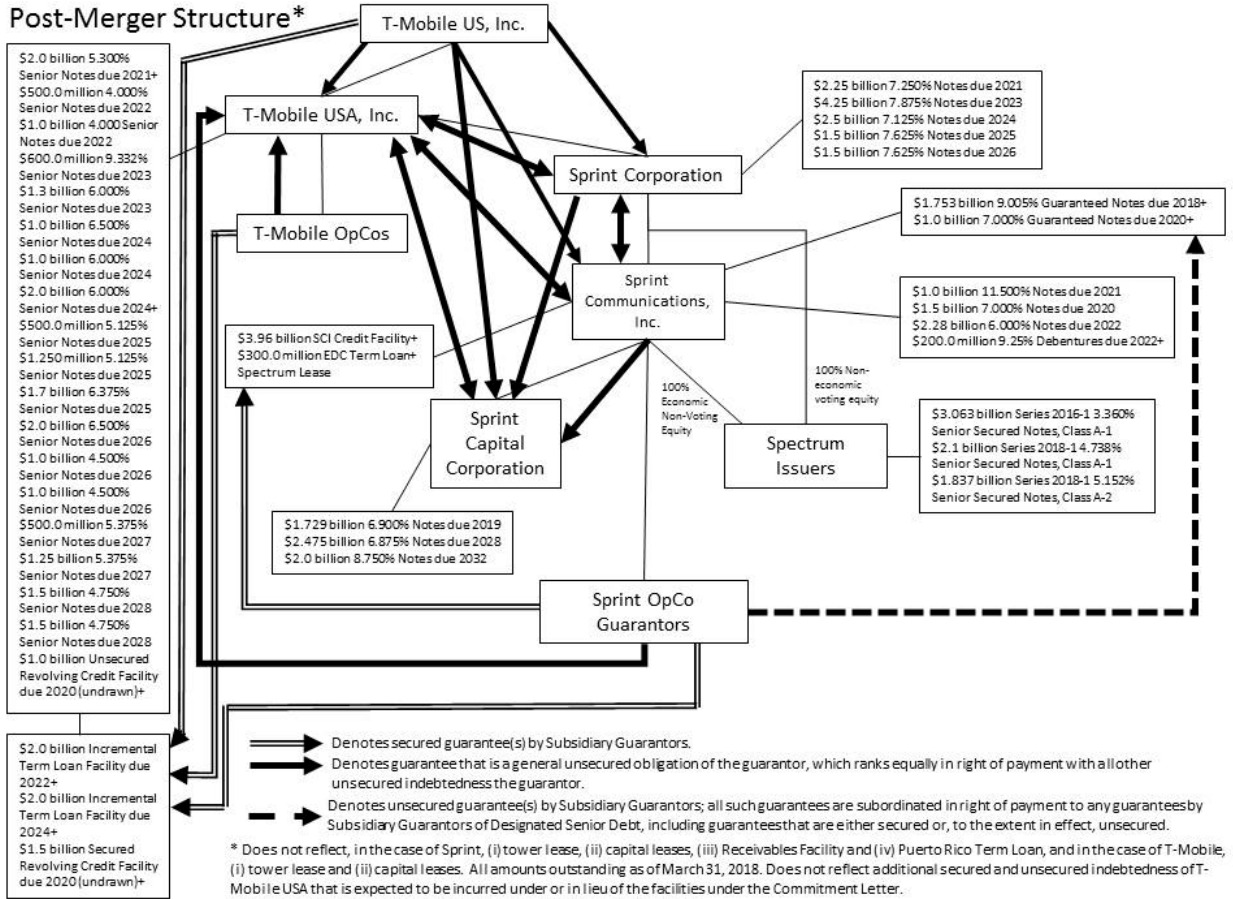 Post-Merger Structure*
T-Mobile US, Inc.
$2.0 billion 5.300%
Senior Notes due 2021+
$500.0 million 4.000%
Senior Notes due 2022
$1.0 billion 4.000 Senior
Notes due 2022
$600.0 million 9.332%
Senior Notes due 2023
$1.3 billion 6.000%
Senior Notes due 2023
$1.0 billion 6.500%
Senior Notes due 2024
$1.0 billion 6.000%
Senior Notes due 2024
$2.0 billion 6.000%
Senior Notes due 2024+
$500.0 million 5.125%
Senior Notes due 2025
$1.250 million 5.125%
Senior Notes due 2025
$1.7 billion 6.375%
Senior Notes due 2025
$2.0 billion 6.500%
Senior Notes due 2026
$1.0 billion 4.500%
Senior Notes due 2026
$1.0 billion 4.500%
Senior Notes due 2026
$500.0 million 5.375%
Senior Notes due 2027
$1.25 billion 5.375%
Senior Notes due 2027
$1.5 billion 4.750%
Senior Notes due 2028
$1.5 billion 4.750%
Senior Notes due 2028
$1.0 billion Unsecured
Revolving Credit Facility
due 2020 (undrawn)+
T-Mobile USA, Inc.
$2.25 billion 7.250% Notes due 2021
$4.25 billion 7.875% Notes due 2023
$2.5 billion 7.125% Notes due 2024
$1.5 billion 7.625% Notes due 2025
$1.5 billion 7.625% Notes due 2026
Sprint Corporation
$1.753 billion 9.005% Guaranteed Notes due 2018+
$1.0 billion 7.000% Guaranteed Notes due 2020+
T-Mobile OpCos
Sprint
Communications,
Inc.
$1.0 billion 11.500% Notes due 2021
$1.5 billion 7.000% Notes due 2020
$2.28 billion 6.000% Notes due 2022
$200.0 million 9.25% Debentures due 2022+
$3.96 billion SCI Credit Facility+
$300.0 million EDC Term Loan+
Spectrum Lease
100%
Economic
Non-Voting
Equity
100% Non-
economic
voting equity
Sprint
Capital
Corporation
Spectrum
Issuers
$3.063 billion Series 2016-1 3.360%
Senior Secured Notes, Class A-1
$2.1 billion Series 2018-1 4.738%
Senior Secured Notes, Class A-1
$1.837 billion Series 2018-1 5.152%
Senior Secured Notes, Class A-2
$1.729 billion 6.900% Notes due 2019
$2.475 billion 6.875% Notes due 2028
$2.0 billion 8.750% Notes due 2032
Sprint OpCo
Guarantors
$2.0 billion Incremental
Term Loan Facility due
2022+
$2.0 billion Incremental
Term Loan Facility due
2024+
$1.5 billion Secured
Revolving Credit Facility
due 2020 (undrawn)+
Denotes secured guarantee(s) by Subsidiary Guarantors.
Denotes guarantee that is a general unsecured obligation of the guarantor, which ranks equally in right of payment with all other
unsecured indebtedness the guarantor.
Denotes unsecured guarantee(s) by Subsidiary Guarantors; all such guarantees are subordinated in right of payment to any guarantees by
Subsidiary Guarantors of Designated Senior Debt, including guarantees that are either secured or, to the extent in effect, unsecured.
* Does not reflect, in the case of Sprint, (i) tower lease, (ii) capital leases, (iii) Receivables Facility and (iv) Puerto Rico Term Loan, and in the case of T-Mobile,
(i) tower lease and (ii) capital leases. All amounts outstanding as of March 31, 2018. Does not reflect additional secured and unsecured indebtedness of T-
Mobile USA that is expected to be incurred under or in lieu of the facilities under the Commitment Letter.